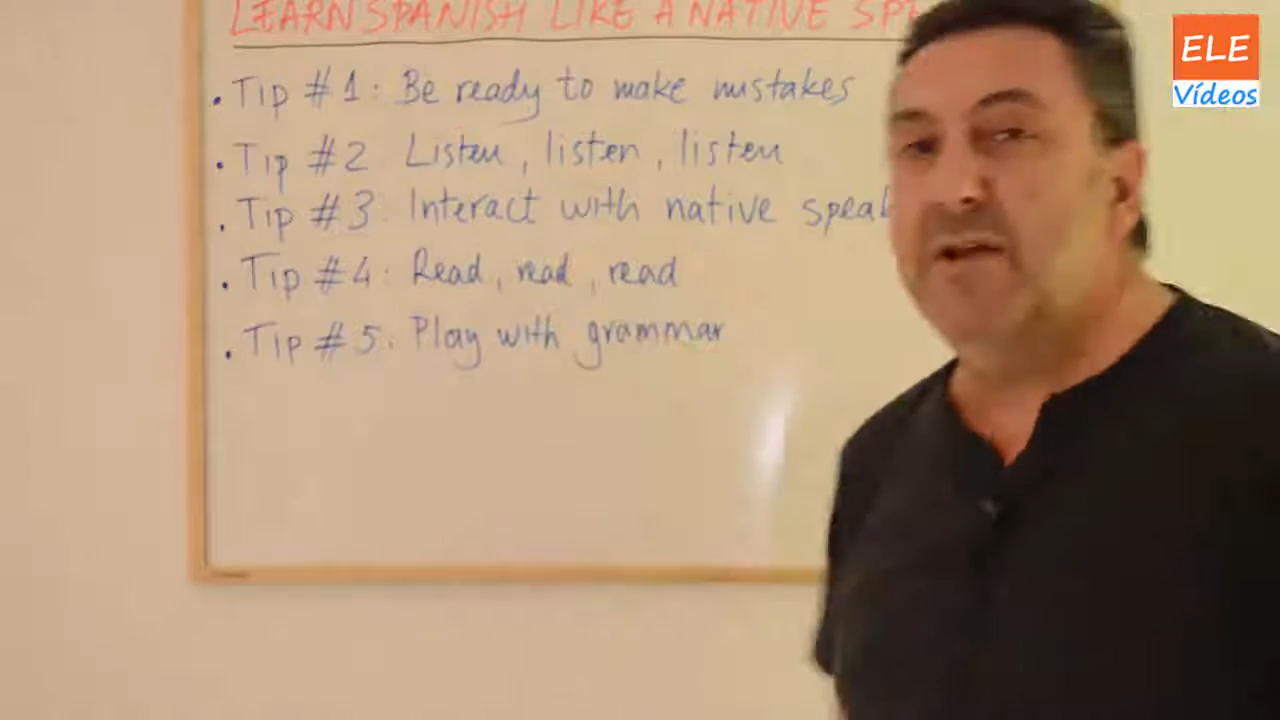 LEARN SPANISH LIKE A NATIVE SPE
. Tip #1: Be ready to make mistakes
. Tip #2 Listen, listen, listen
. Tip #3: Interact with native speak
. Tip #4: Read, read, read
. Tip #5: Play with grammar
ELE
Vídeos